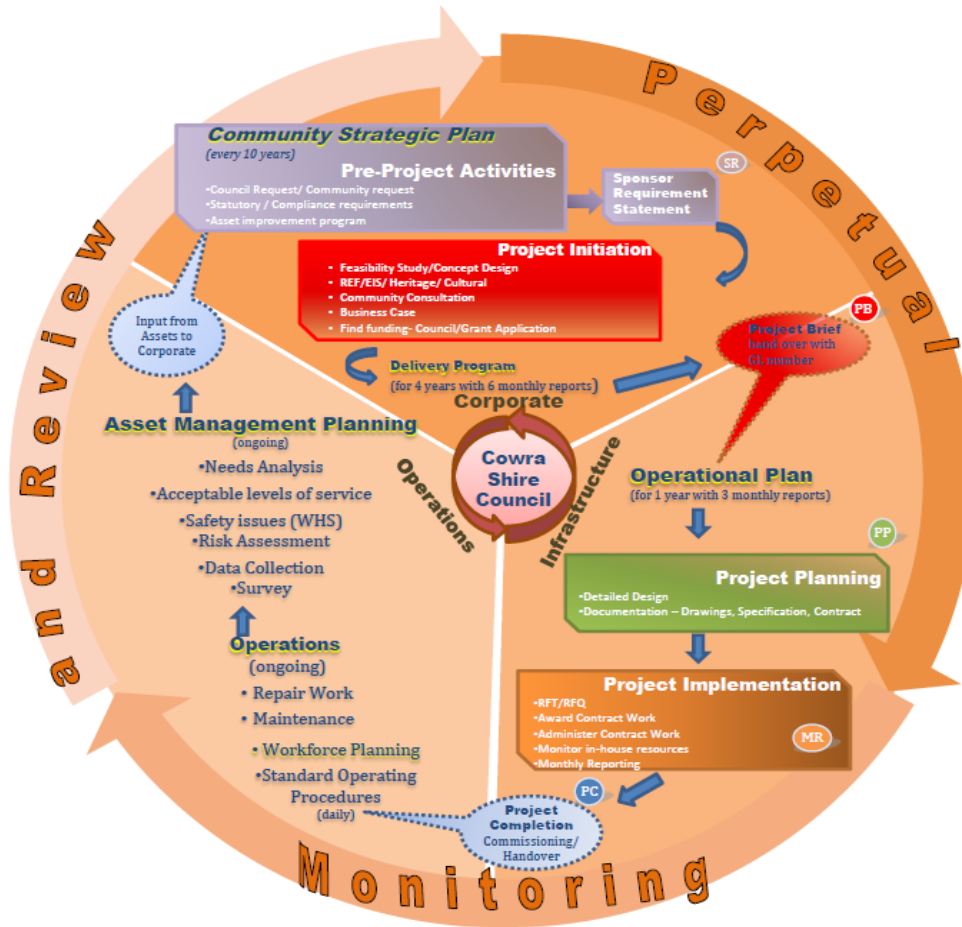 Perpetual
Monitoring
and Review
Community Strategic Plan
(every 10 years)
Pre-Project Activities
•Council Request/ Community request
•Statutory / Compliance requirements
•Asset improvement program
Sponsor
Requirement
Statement
SR
Project Initiation
• Feasibility Study/Concept Design
• REF/EIS/ Heritage/ Cultural
• Community Consultation
• Business Case
• Find funding- Council/Grant Application
Delivery Program
(for 4 years with 6 monthly reports)
PB
Project Brief
hand over with
GL number
Corporate
Infrastructure
Operations
Cowra
Shire
Council
Operational Plan
(for 1 year with 3 monthly reports)
PP
Project Planning
•Detailed Design
•Documentation – Drawings, Specification, Contract
Project Implementation
•RFT/RFQ
•Award Contract Work
•Administer Contract Work
•Monitor in-house resources
•Monthly Reporting
MR
PC
Project
Completion
Commissioning/
Handover
Operations
(ongoing)
• Repair Work
• Maintenance
• Workforce Planning
•Standard Operating
Procedures
(daily)
Asset Management Planning
(ongoing)
•Needs Analysis
•Acceptable levels of service
•Safety issues (WHS)
•Risk Assessment
•Data Collection
•Survey
Input from
Assets to
Corporate